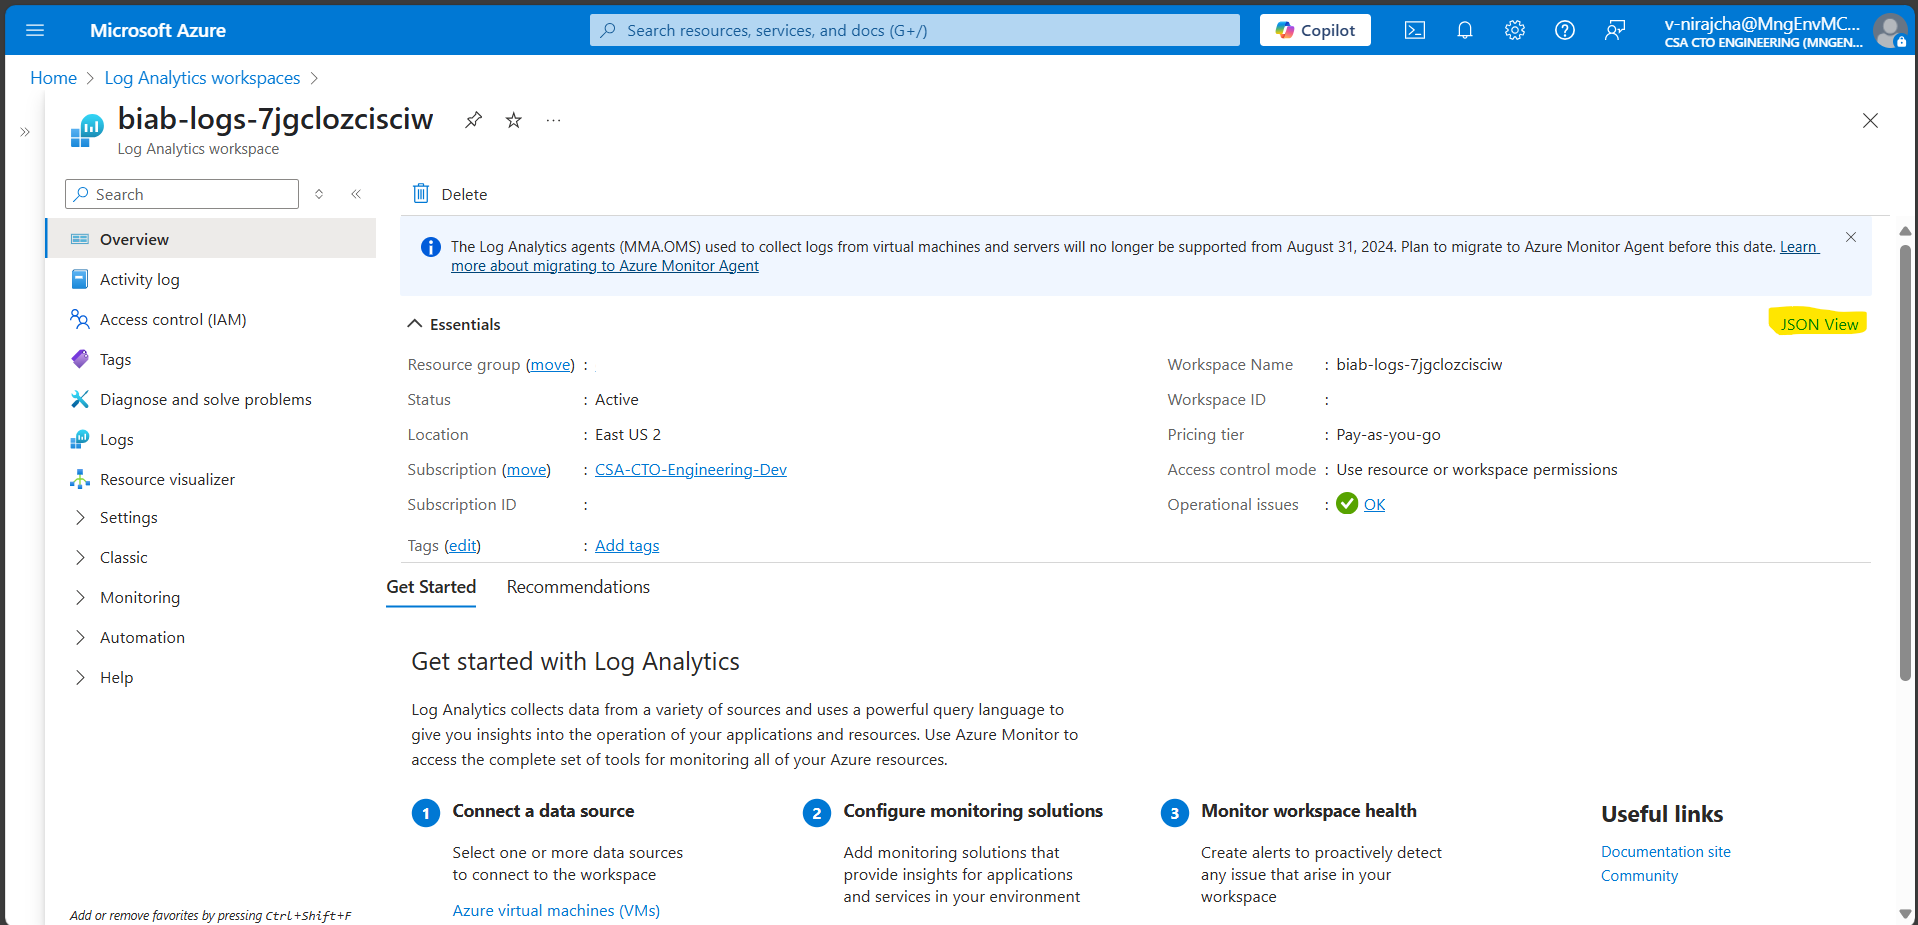 Microsoft Azure
Search resources, services, and docs (G+/)
Copilot
v-nirajcha@MngEnvMC...
CSA CTO ENGINEERING (MNGEN...
Home > Log Analytics workspaces >
biab-logs-7jgclozcisciw
Log Analytics workspace
Search
Overview
Activity log
Access control (IAM)
Tags
Diagnose and solve problems
Logs
Resource visualizer
Settings
Classic
Monitoring
Automation
Help
Add or remove favorites by pressing Ctrl+Shift+F
Delete
The Log Analytics agents (MMA.OMS) used to collect logs from virtual machines and servers will no longer be supported from August 31, 2024. Plan to migrate to Azure Monitor Agent before this date. Learn
more about migrating to Azure Monitor Agent
Essentials
JSON View
Resource group (move) :
Status : Active
Location : East US 2
Subscription (move) : CSA-CTO-Engineering-Dev
Subscription ID :
Tags (edit) : Add tags
Workspace Name : biab-logs-7jgclozcisciw
Workspace ID :
Pricing tier : Pay-as-you-go
Access control mode : Use resource or workspace permissions
Operational issues : OK
Get Started Recommendations
Get started with Log Analytics
Log Analytics collects data from a variety of sources and uses a powerful query language to
give you insights into the operation of your applications and resources. Use Azure Monitor to
access the complete set of tools for monitoring all of your Azure resources.
1 Connect a data source
Select one or more data sources
to connect to the workspace
Azure virtual machines (VMs)
2 Configure monitoring solutions
Add monitoring solutions that
provide insights for applications
and services in your environment
3 Monitor workspace health
Create alerts to proactively detect
any issue that arise in your
workspace
Useful links
Documentation site
Community